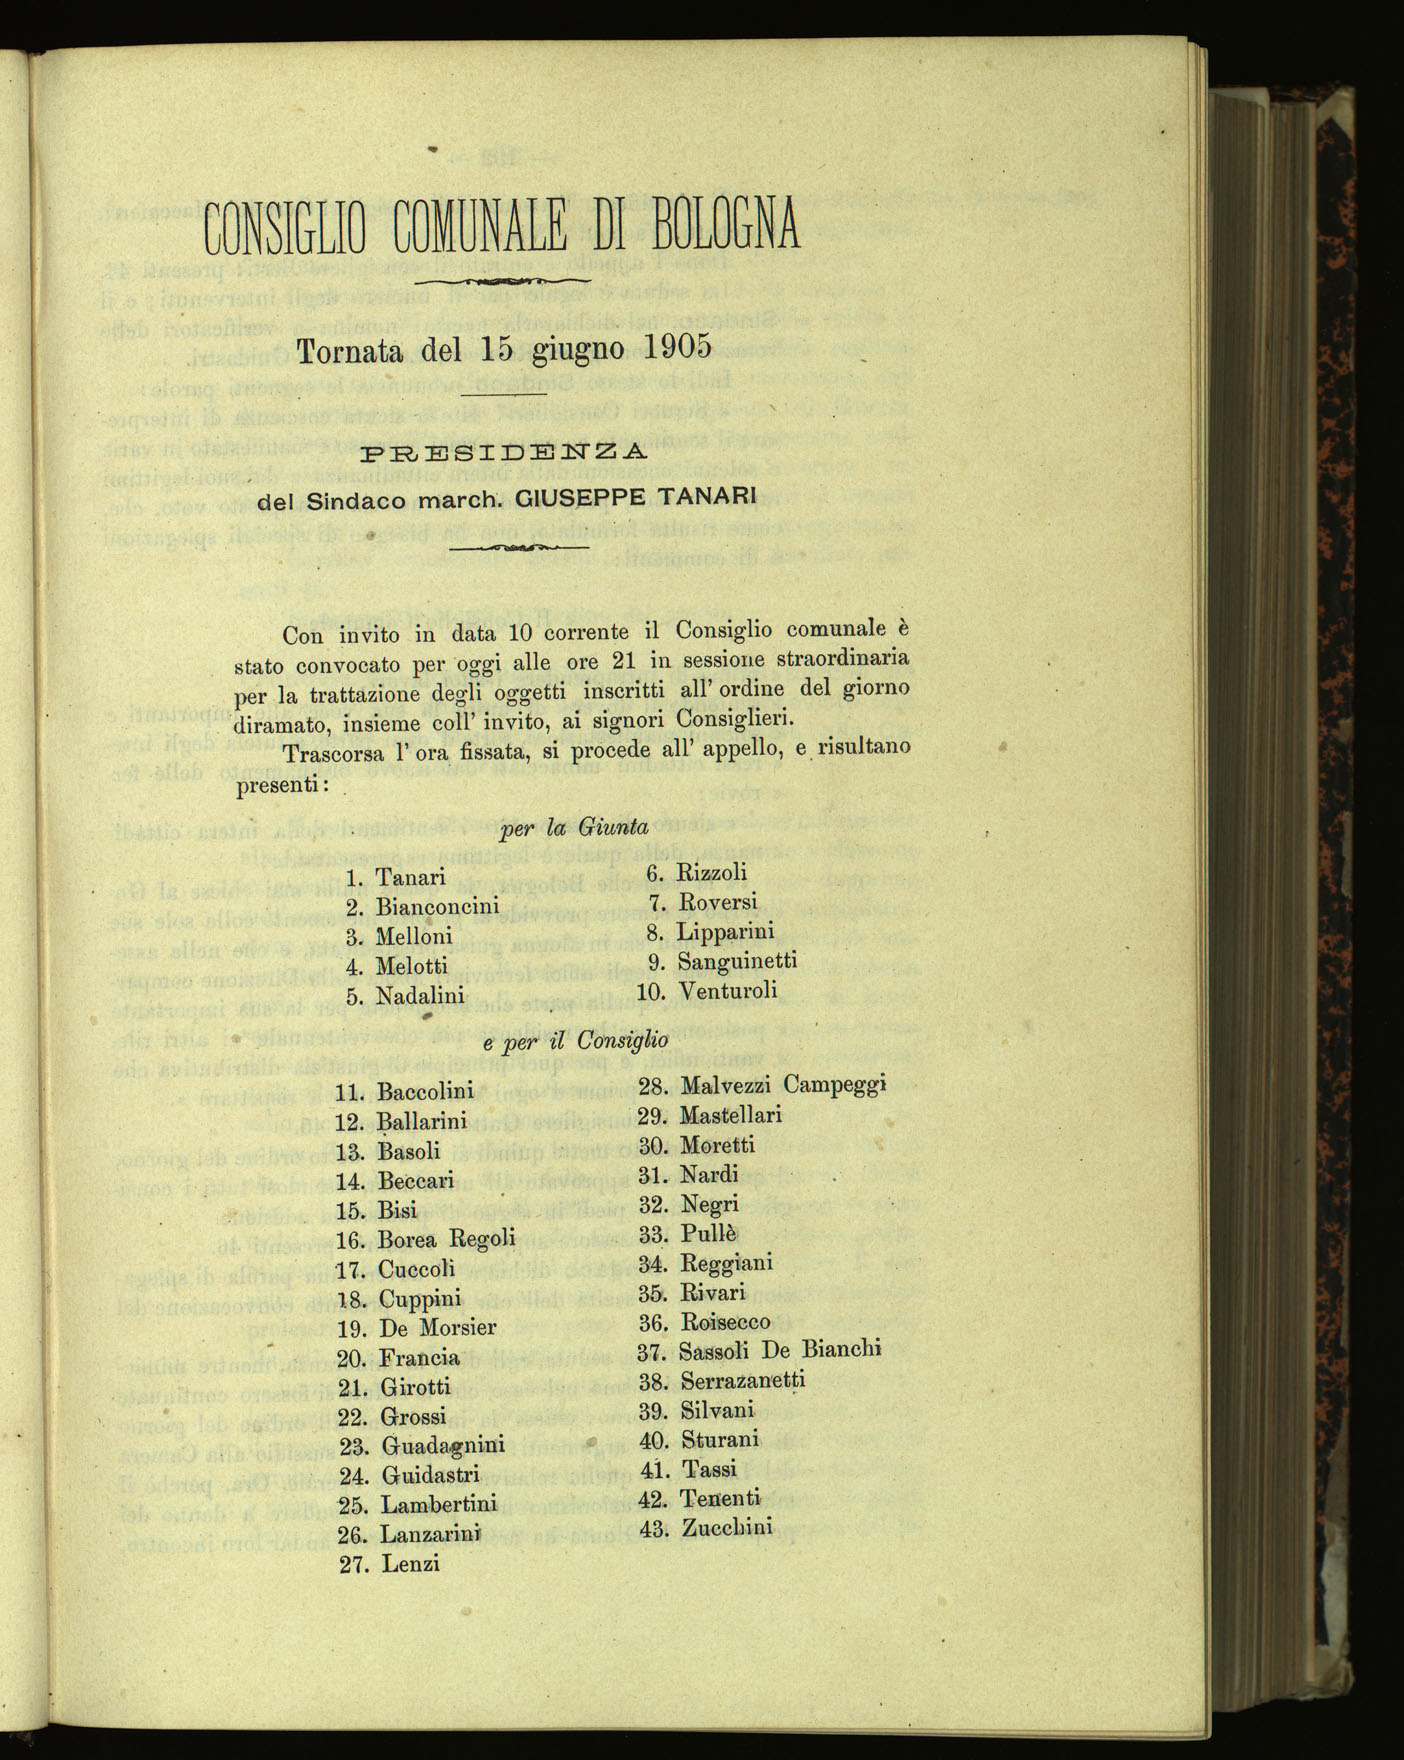 CONSIGLIO COMUNALE DI BOLOGNA
Tornata del 15 giugno 1905
PRESIDENZA
del Sindaco march. GIUSEPPE TANARI
Con invito in data 10 corrente il Consiglio comunale è
stato convocato per oggi alle ore 21 in sessione straordinaria
per la trattazione degli oggetti inscritti all' ordine del giorno
diramato, insieme coll' invito, ai signori Consiglieri.
Trascorsa l' ora fissata, si procede all' appello, e risultano
presenti:
per la Giunta
1. Tanari
2. Bianconcini
3. Melloni
4. Melotti
5. Nadalini
6. Rizzoli
7. Roversi
8. Lipparini
9. Sanguinetti
10. Venturoli
e per il Consiglio
11. Baccolini
12. Ballarini
13. Basoli
14. Beccari
15. Bisi
16. Borea Regoli
17. Cuccoli
18. Cuppini
19. De Morsier
20. Francia
21. Girotti
22. Grossi
23. Guadagnini
24. Guidastri
25. Lambertini
26. Lanzarini
27. Lenzi
28. Malvezzi Campeggi
29. Mastellari
30. Moretti
31. Nardi
32. Negri
33. Pullè
34. Reggiani
35. Rivari
36. Roisecco
37. Sassoli De Bianchi
38. Serrazanetti
39. Silvani
40. Sturani
41. Tassi
42. Tenenti
43. Zucchini